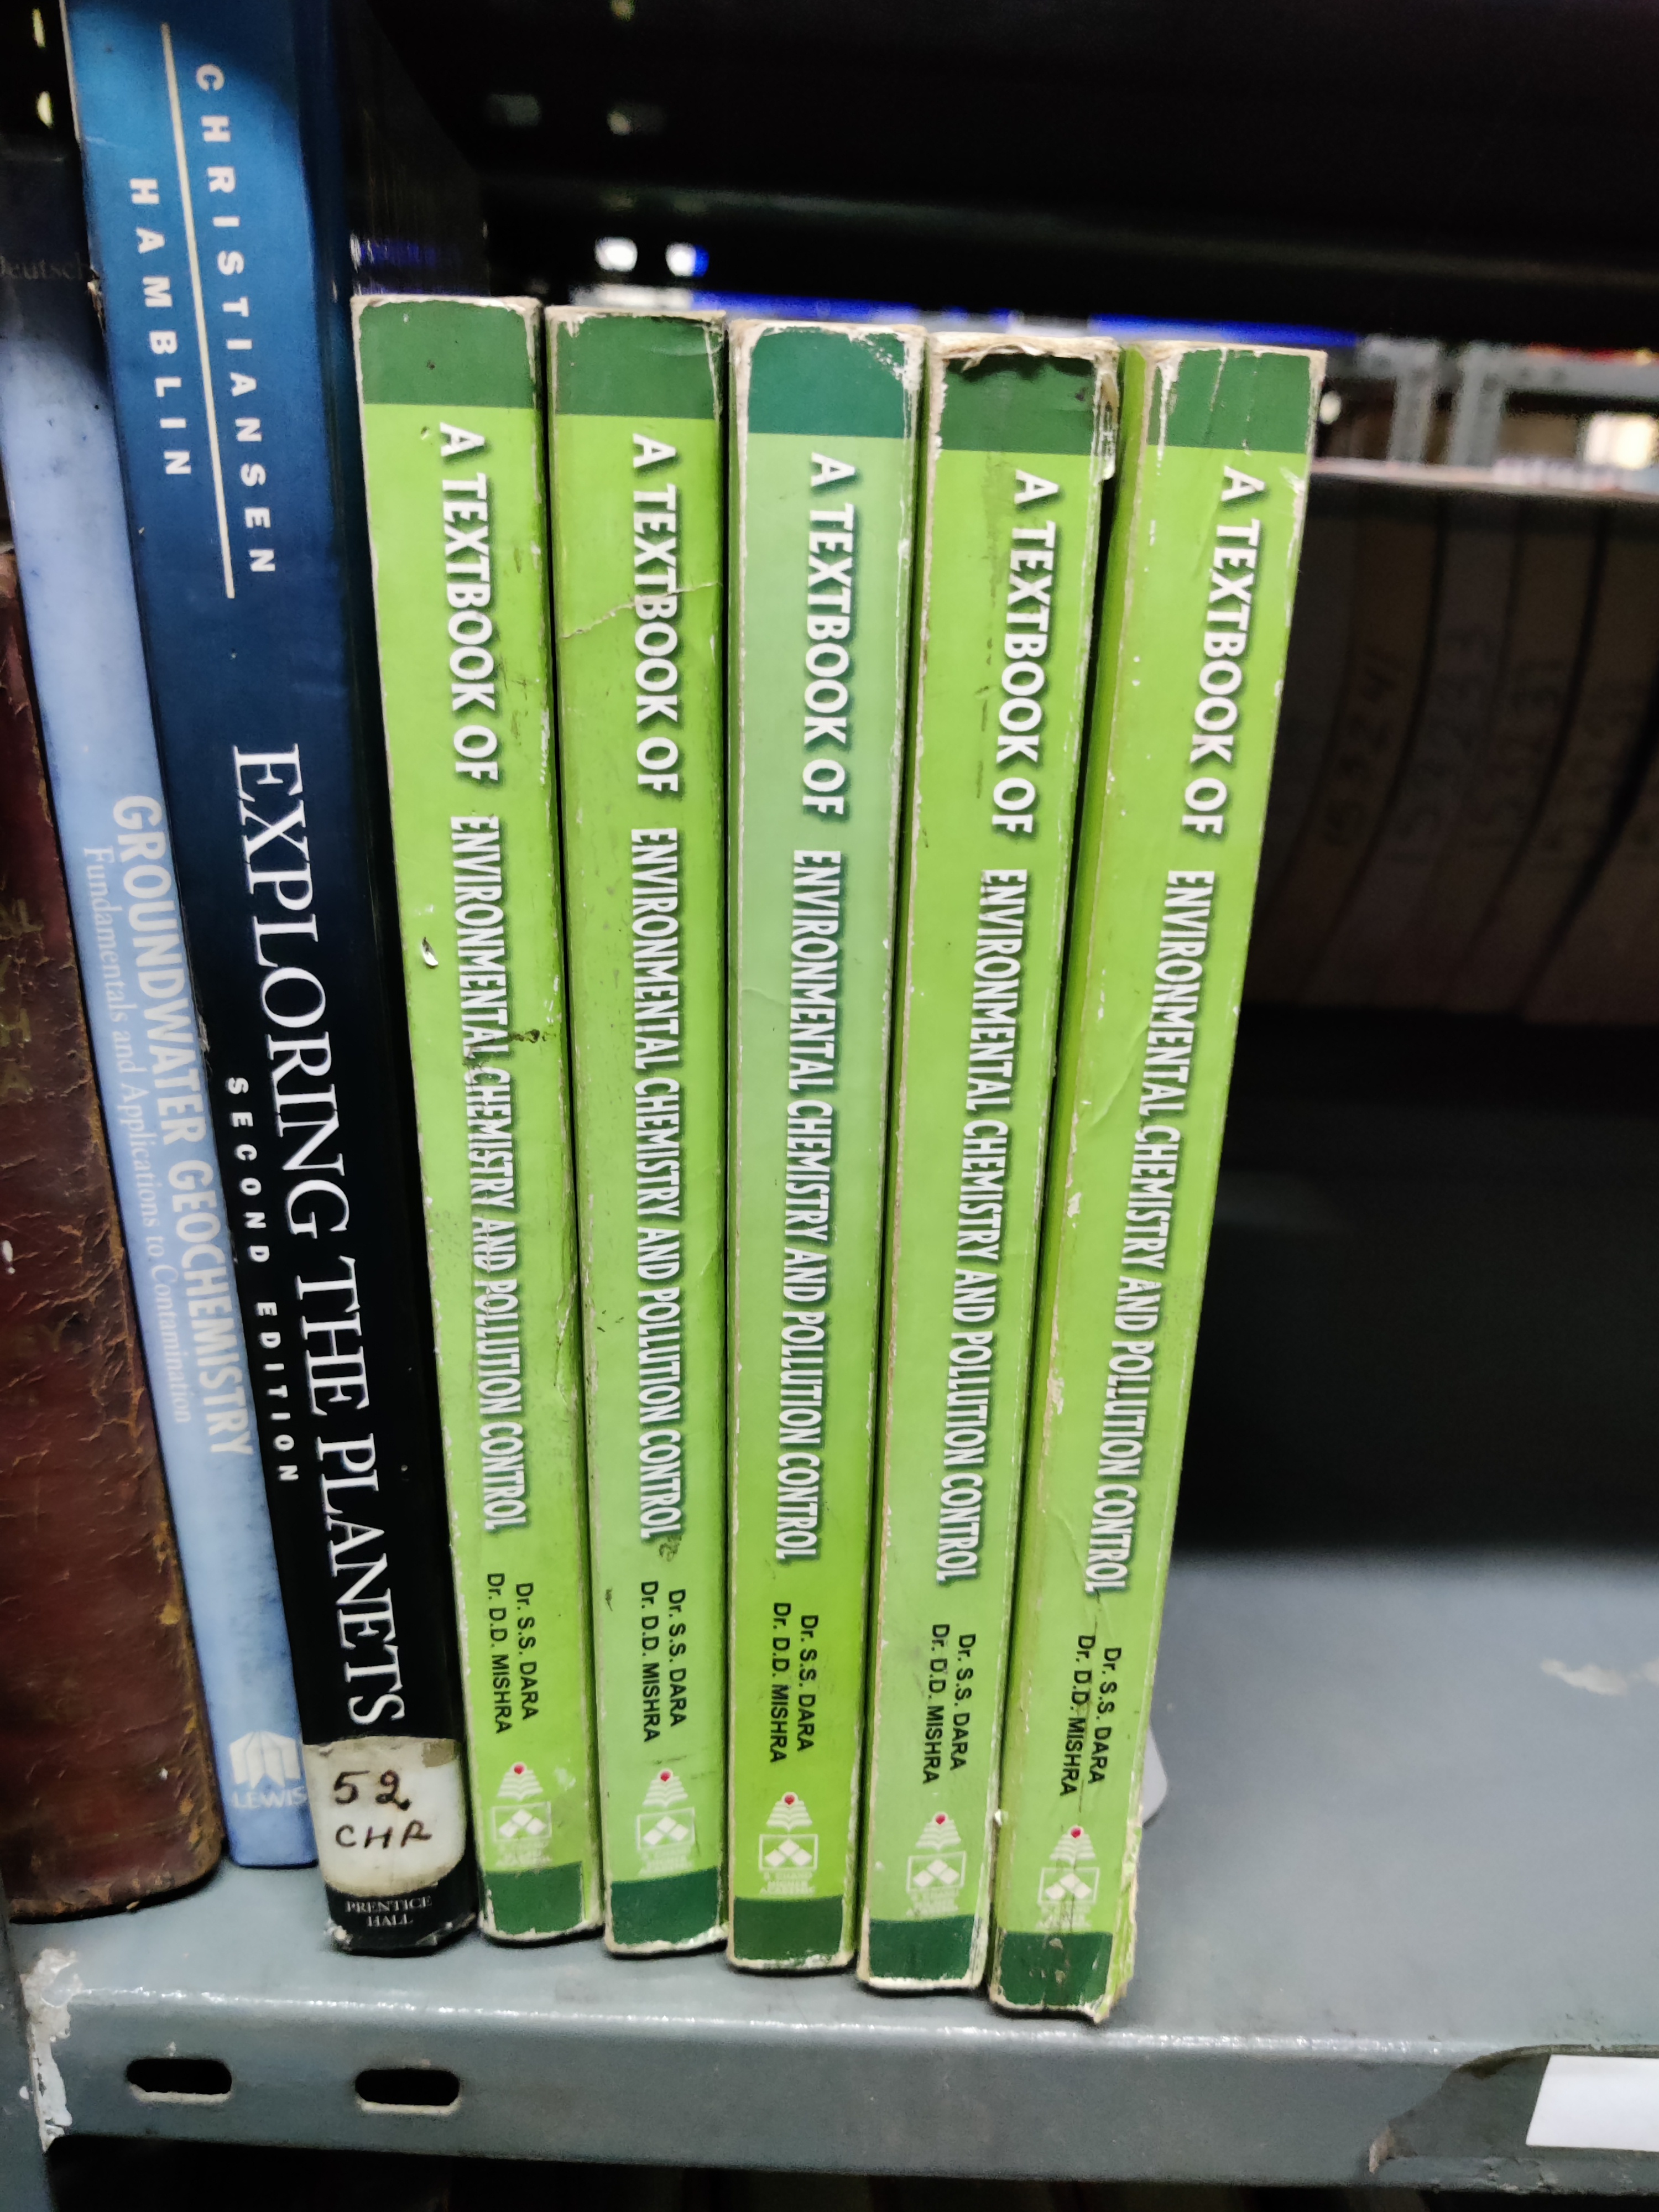 GROUNDWATER GEOCHEMISTRY
Fundamentals and Applications to Contamination
LEWIS
CHRISTIANSEN
HAMBLIN
EXPLORING THE PLANETS
SECOND EDITION
52
CHR
PRENTICE
HALL
A TEXTBOOK OF ENVIRONMENTAL CHEMISTRY AND POLLUTION CONTROL
Dr. S.S. DARA
Dr. D.D. MISHRA
A TEXTBOOK OF ENVIRONMENTAL CHEMISTRY AND POLLUTION CONTROL
Dr. S.S. DARA
Dr. D.D. MISHRA
A TEXTBOOK OF ENVIRONMENTAL CHEMISTRY AND POLLUTION CONTROL
Dr. S.S. DARA
Dr. D.D. MISHRA
A TEXTBOOK OF ENVIRONMENTAL CHEMISTRY AND POLLUTION CONTROL
Dr. S.S. DARA
Dr. D.D. MISHRA
A TEXTBOOK OF ENVIRONMENTAL CHEMISTRY AND POLLUTION CONTROL
Dr. S.S. DARA
Dr. D.D. MISHRA